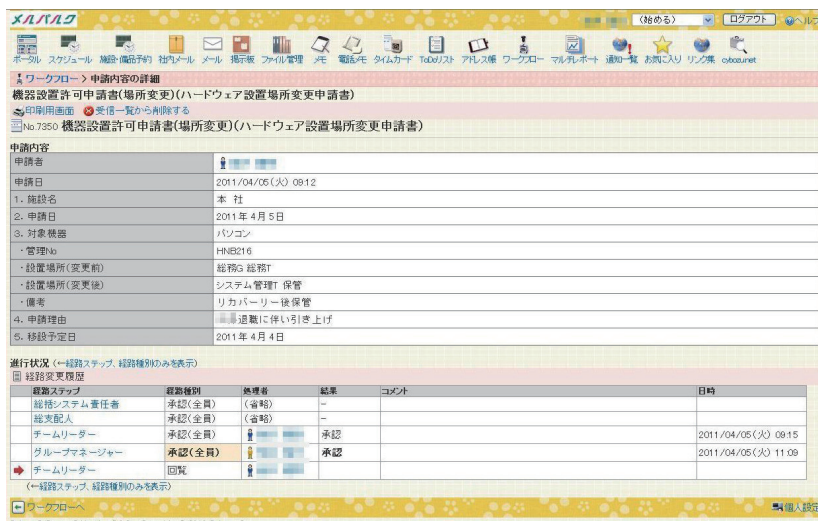 メルパルク
(始める) ログアウト ヘルプ
ポータル スケジュール 施設・備品予約 社内メール メール 掲示板 ファイル管理 メモ 電話メモ タイムカード ToDoリスト アドレス帳 ワークフロー マルチレポート 通知一覧 お気に入り リンク集 cybozu.net
ワークフロー > 申請内容の詳細
機器設置許可申請書(場所変更)(ハードウェア設置場所変更申請書)
印刷用画面 受信一覧から削除する
No.7350 機器設置許可申請書(場所変更)(ハードウェア設置場所変更申請書)
申請内容
申請者
申請日 2011/04/05(火) 09:12
1. 施設名 本 社
2. 申請日 2011 年 4 月 5 日
3. 対象機器 パソコン
・管理No HNB216
・設置場所(変更前) 総務G 総務T
・設置場所(変更後) システム管理T 保管
・備考 リカバーリー後保管
4. 申請理由 退職に伴い引き上げ
5. 移設予定日 2011 年 4 月 4 日
進行状況 (←経路ステップ、経路種別のみを表示)
経路変更履歴
経路ステップ 経路種別 処理者 結果 コメント 日時
総括システム責任者 承認(全員) (省略) -
総支配人 承認(全員) (省略) -
チームリーダー 承認(全員) 承認 2011/04/05(火) 09:15
グループマネージャー 承認(全員) 承認 2011/04/05(火) 11:09
チームリーダー 回覧
(←経路ステップ、経路種別のみを表示)
ワークフローへ 個人設定